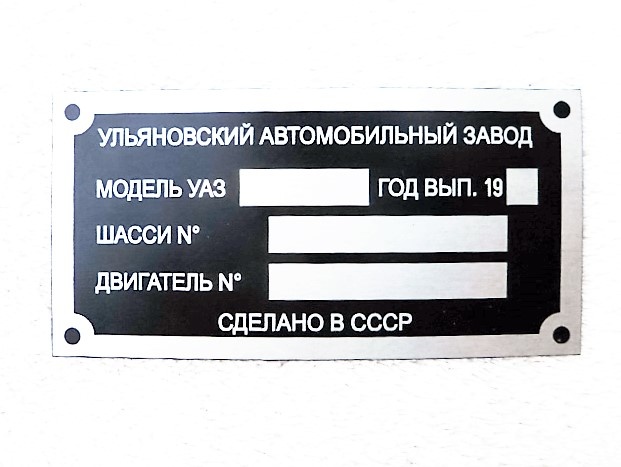 УЛЬЯНОВСКИЙ АВТОМОБИЛЬНЫЙ ЗАВОД
МОДЕЛЬ УАЗ ГОД ВЫП. 19
ШАССИ N°
ДВИГАТЕЛЬ N°
СДЕЛАНО В СССР